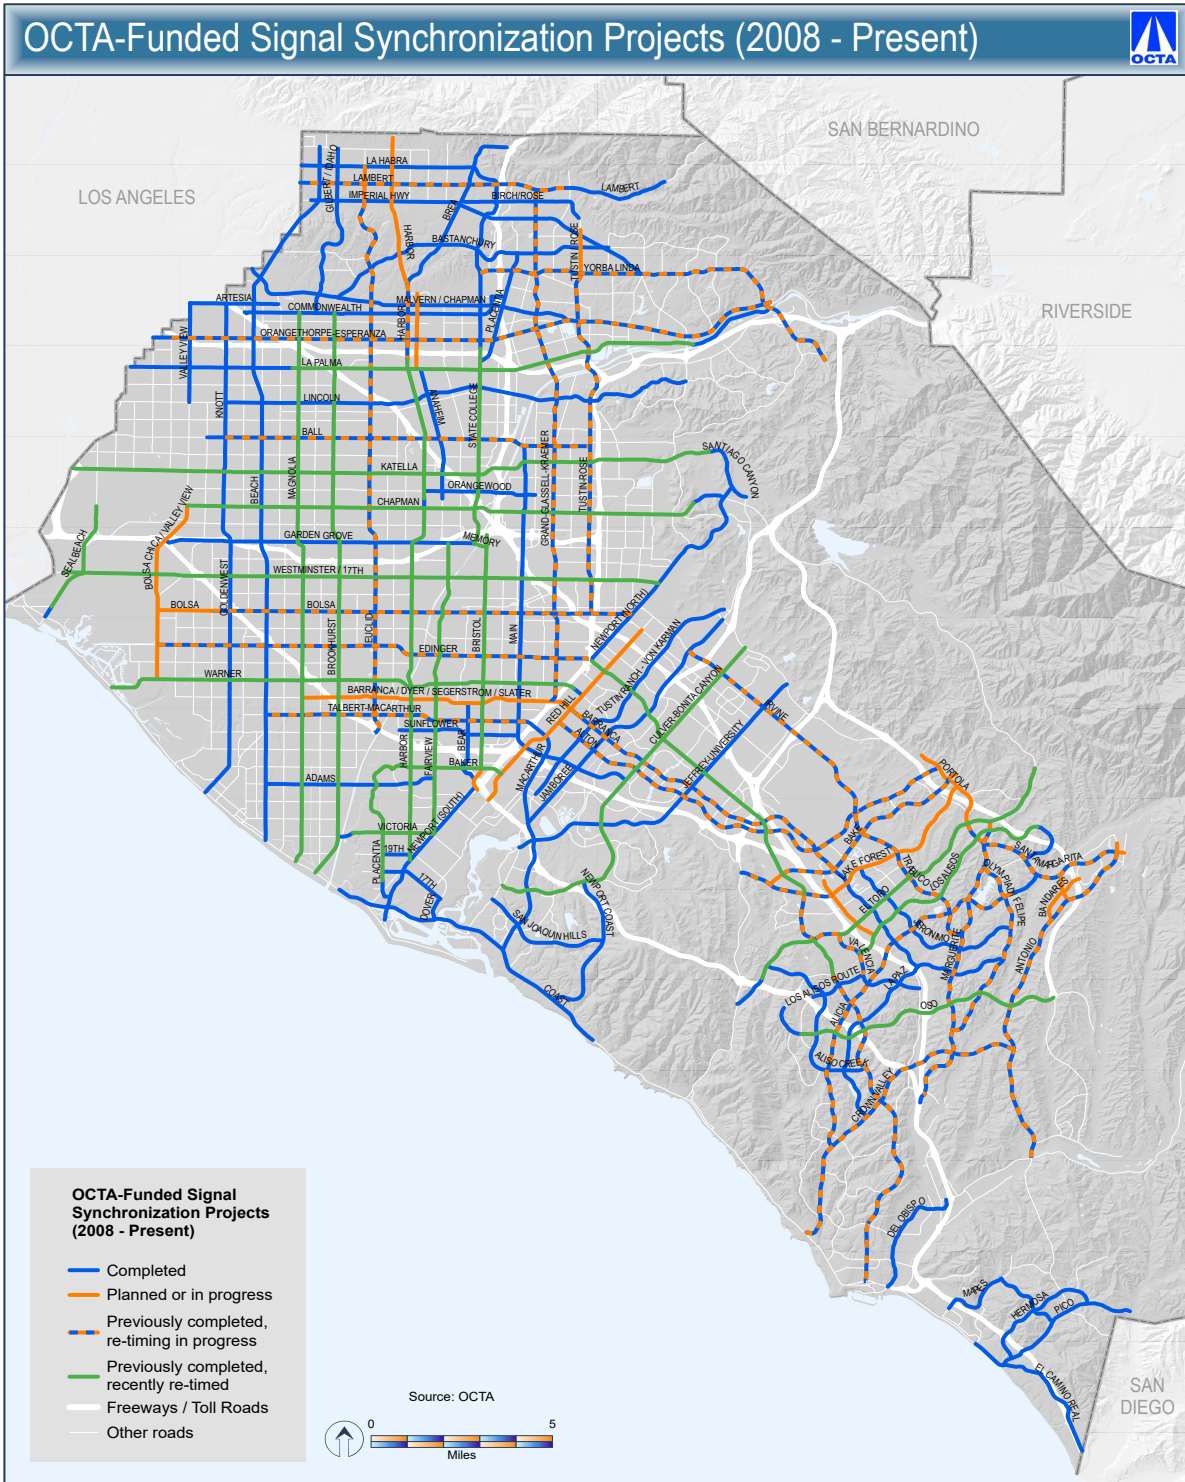 OCTA-Funded Signal Synchronization Projects (2008 - Present)
OCTA
SAN BERNARDINO
LOS ANGELES
RIVERSIDE
GILBERT / IDAHO
LA HABRA
LAMBERT
LAMBERT
IMPERIAL HWY
BIRCH/ROSE
BREA
HARBOR
BASTANCHURY
TUSTIN / ROSE
YORBA LINDA
ARTESIA
COMMONWEALTH
MALVERN / CHAPMAN
PLACENTIA
HARBOR
ORANGETHORPE-ESPERANZA
VALLEY VIEW
LA PALMA
KNOTT
LINCOLN
ANAHEIM
STATE COLLEGE
BALL
GRAND-GLASSELL-KRAEMER
SANTIAGO CANYON
KATELLA
MAGNOLIA
BEACH
ORANGEWOOD
TUSTIN-ROSE
CHAPMAN
BOLSA CHICA / VALLEY VIEW
SEAL BEACH
GARDEN GROVE
MEMORY
WESTMINSTER / 17TH
GOLDENWEST
BOLSA
BOLSA
EUCLID
BROOKHURST
BRISTOL
MAIN
NEWPORT (NORTH)
EDINGER
TUSTIN RANCH - VON KARMAN
WARNER
BARRANCA / DYER / SEGERSTROM / SLATER
CULVER-BONITA CANYON
TALBERT-MACARTHUR
RED HILL
BARRANCA
IRVINE
SUNFLOWER
ALTON
BEAR
HARBOR
FAIRVIEW
BAKER
MACARTHUR
JAMBOREE
JEFFREY-UNIVERSITY
ADAMS
PORTOLA
VICTORIA
NEWPORT (SOUTH)
BAKE
19TH
PLACENTIA
LAKE FOREST
TRABUCO
LOS ALISOS
SANTA MARGARITA
OLYMPIAD
FELIPE
17TH
DOVER
NEWPORT COAST
EL TORO
BANDERAS
SAN JOAQUIN HILLS
JERONIMO
MARGUERITE
ANTONIO
VALENCIA
LA PAZ
LOS ALISOS ROUTE
COAST
ALICIA
OSO
ALISO CREEK
CROWN VALLEY
DEL OBISPO
MARES
HERMOSA
PICO
EL CAMINO REAL
SAN
DIEGO
OCTA-Funded Signal
Synchronization Projects
(2008 - Present)
Completed
Planned or in progress
Previously completed,
re-timing in progress
Previously completed,
recently re-timed
Freeways / Toll Roads
Other roads
Source: OCTA
0 5
Miles